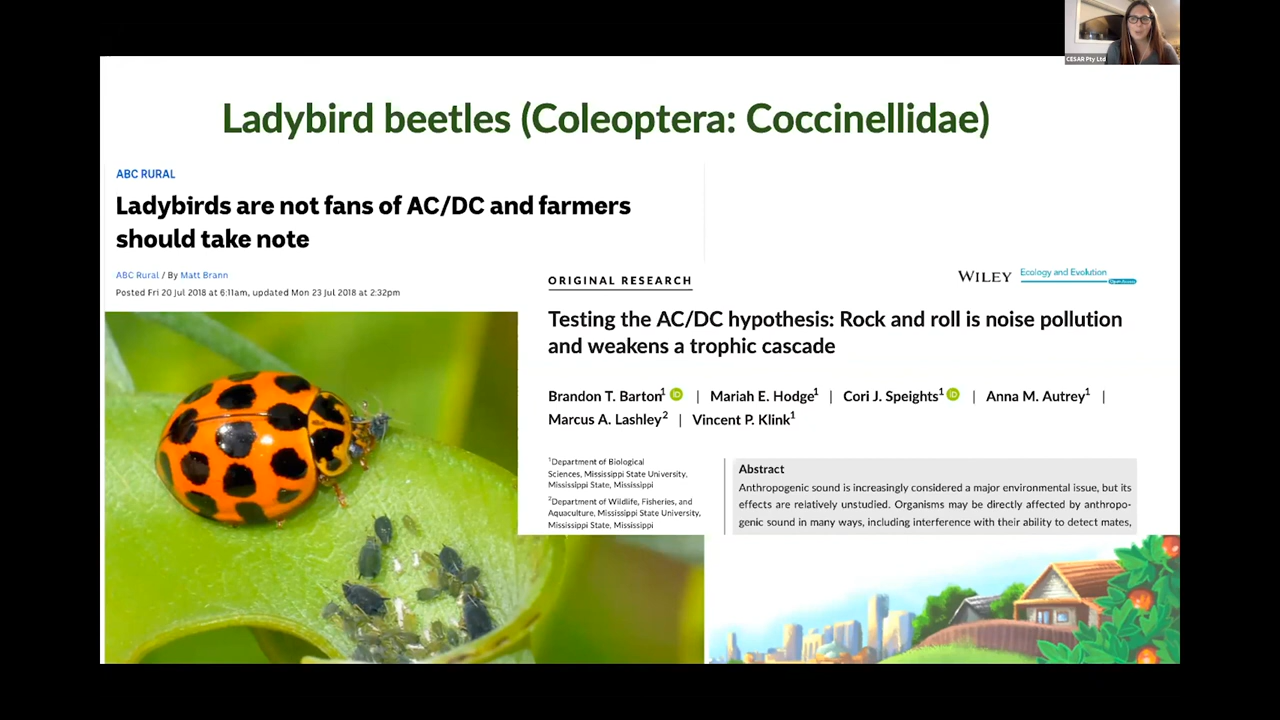 CESAR Pty Ltd
Ladybird beetles (Coleoptera: Coccinellidae)
ABC RURAL
Ladybirds are not fans of AC/DC and farmers
should take note
ABC Rural / By Matt Brann
Posted Fri 20 Jul 2018 at 6:11am, updated Mon 23 Jul 2018 at 2:32pm
ORIGINAL RESEARCH
WILEY Ecology and Evolution
Open Access
Testing the AC/DC hypothesis: Rock and roll is noise pollution
and weakens a trophic cascade
Brandon T. Barton1 iD | Mariah E. Hodge1 | Cori J. Speights1 iD | Anna M. Autrey1 |
Marcus A. Lashley2 | Vincent P. Klink1
1Department of Biological
Sciences, Mississippi State University,
Mississippi State, Mississippi
2Department of Wildlife, Fisheries, and
Aquaculture, Mississippi State University,
Mississippi State, Mississippi
Abstract
Anthropogenic sound is increasingly considered a major environmental issue, but its
effects are relatively unstudied. Organisms may be directly affected by anthropo-
genic sound in many ways, including interference with their ability to detect mates,